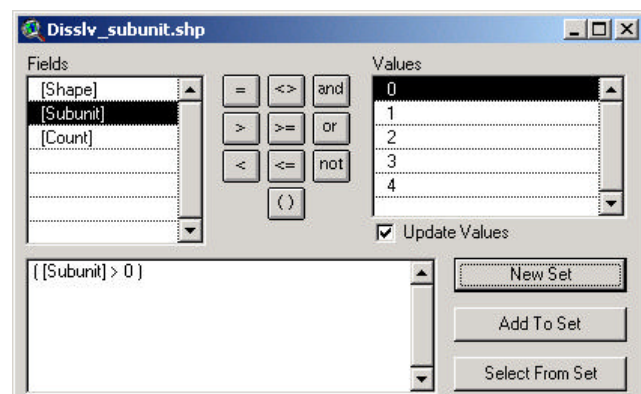 Disslv_subunit.shp
Fields
[Shape]
[Subunit]
[Count]
= <> and
> >= or
< <= not
( )
Values
0
1
2
3
4
Update Values
( [Subunit] > 0 )
New Set
Add To Set
Select From Set